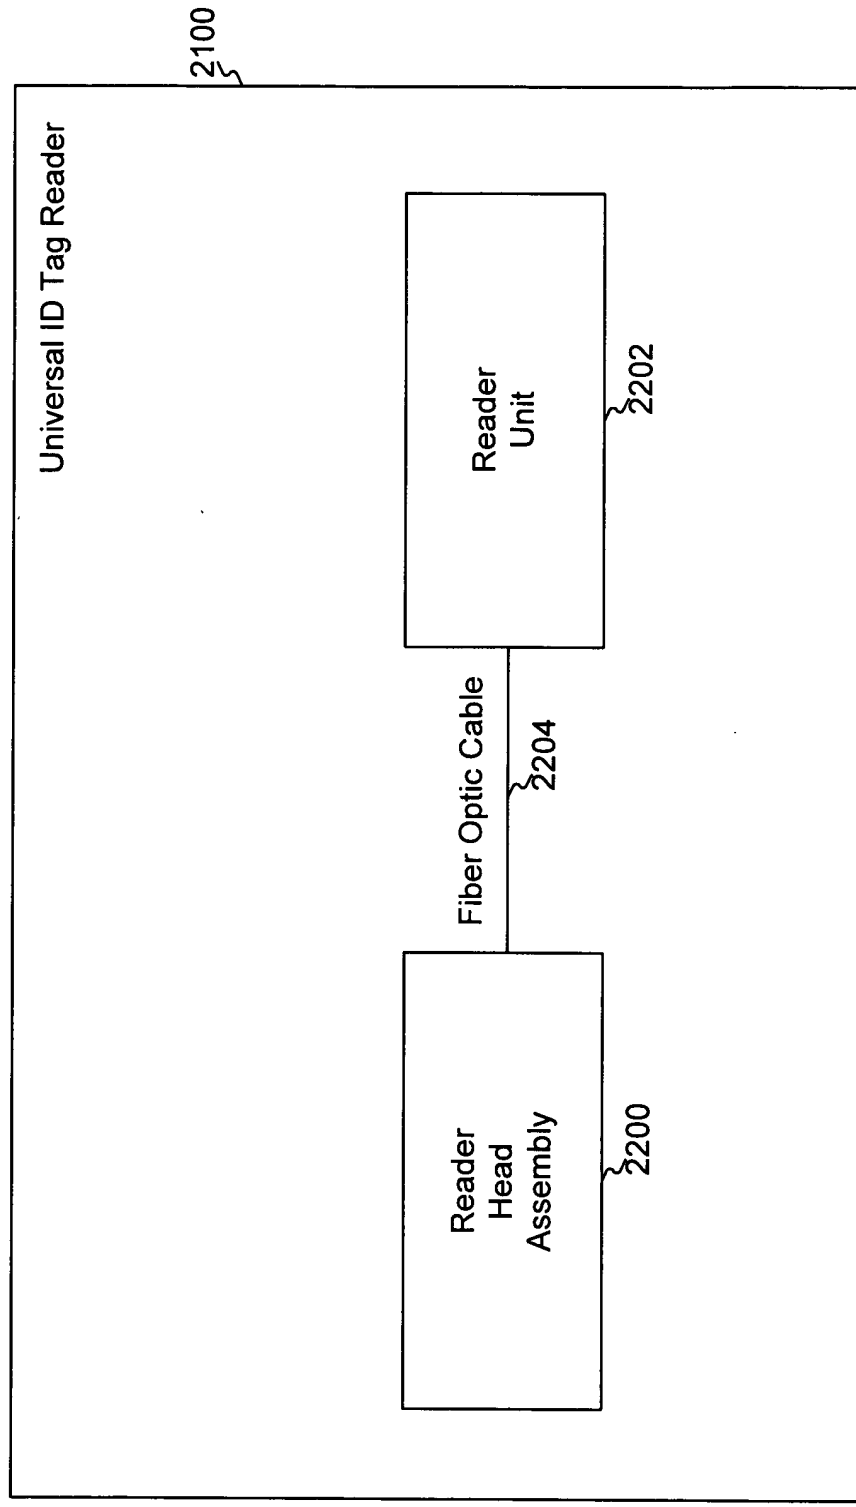 2100
Universal ID Tag Reader
Reader
Head
Assembly
2200
Fiber Optic Cable
2204
Reader
Unit
2202